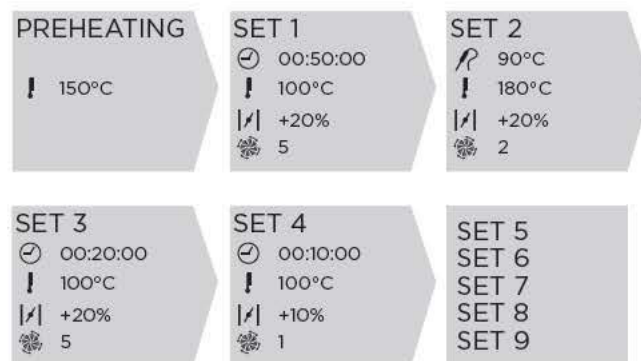 PREHEATING
150°C
SET 1
00:50:00
100°C
+20%
5
SET 2
90°C
180°C
+20%
2
SET 3
00:20:00
100°C
+20%
5
SET 4
00:10:00
100°C
+10%
1
SET 5
SET 6
SET 7
SET 8
SET 9